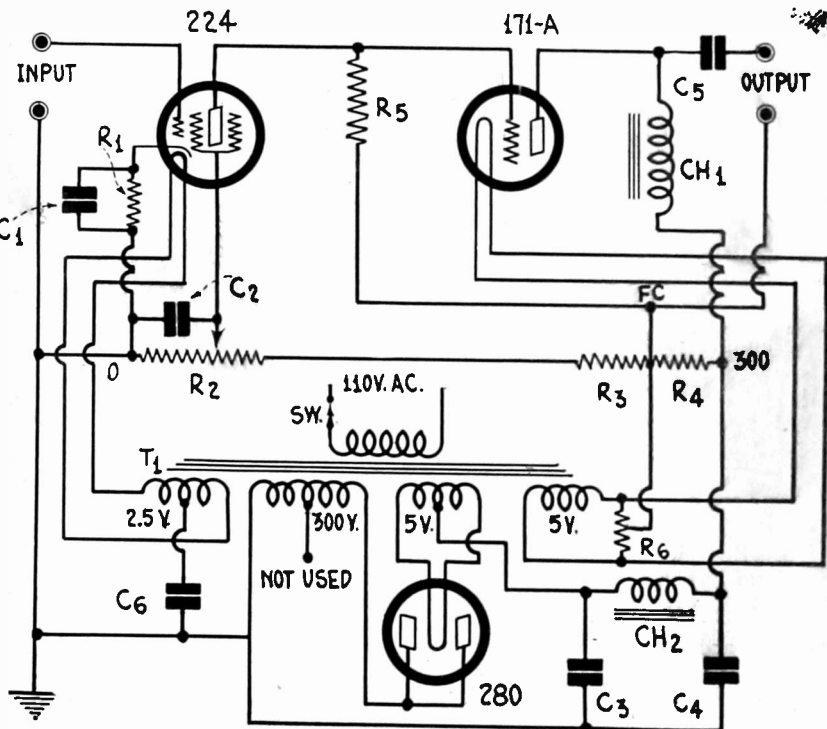 224
171-A
INPUT
OUTPUT
C5
R5
R1
CH1
C1
C2
FC
0
R2
R3
R4
300
110V. AC.
SW.
T1
2.5V.
300V.
5V.
5V.
R6
NOT USED
C6
CH2
280
C3
C4